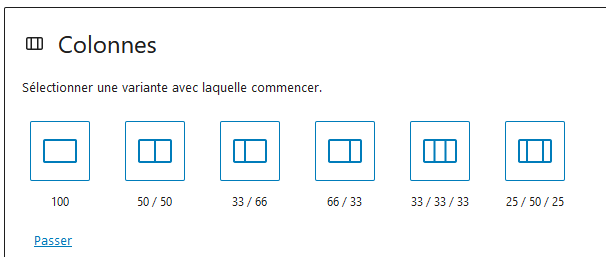 Colonnes
Sélectionner une variante avec laquelle commencer.
100
50 / 50
33 / 66
66 / 33
33 / 33 / 33
25 / 50 / 25
Passer